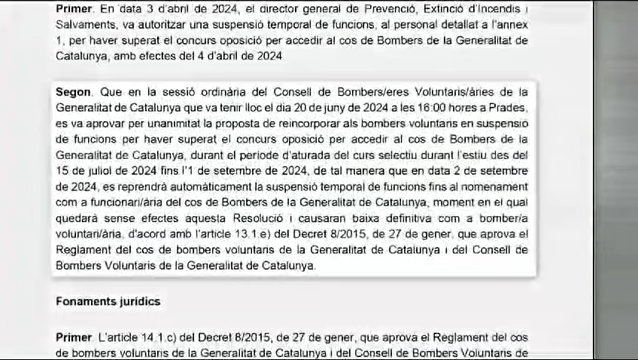 Primer. En data 3 d'abril de 2024, el director general de Prevenció, Extinció d'Incendis i
Salvaments, va autoritzar una suspensió temporal de funcions, al personal detallat a l'annex
1, per haver superat el concurs oposició per accedir al cos de Bombers de la Generalitat de
Catalunya, amb efectes del 4 d'abril de 2024
Segon. Que en la sessió ordinària del Consell de Bombers/eres Voluntaris/àries de la
Generalitat de Catalunya que va tenir lloc el dia 20 de juny de 2024 a les 16:00 hores a Prades,
es va aprovar per unanimitat la proposta de reincorporar als bombers voluntaris en suspensió
de funcions per haver superat el concurs oposició per accedir al cos de Bombers de la
Generalitat de Catalunya, durant el període d'aturada del curs selectiu durant l'estiu des del
15 de juliol de 2024 fins l'1 de setembre de 2024, de tal manera que en data 2 de setembre
de 2024, es reprendrà automàticament la suspensió temporal de funcions fins al nomenament
com a funcionari/ària del cos de Bombers de la Generalitat de Catalunya, moment en el qual
quedarà sense efectes aquesta Resolució i causaran baixa definitiva com a bomber/a
voluntari/ària, d'acord amb l'article 13.1.e) del Decret 8/2015, de 27 de gener, que aprova el
Reglament del cos de bombers voluntaris de la Generalitat de Catalunya i del Consell de
Bombers Voluntaris de la Generalitat de Catalunya.
Fonaments jurídics
Primer. L'article 14.1.c) del Decret 8/2015, de 27 de gener, que aprova el Reglament del cos
de bombers voluntaris de la Generalitat de Catalunya i del Consell de Bombers Voluntaris de